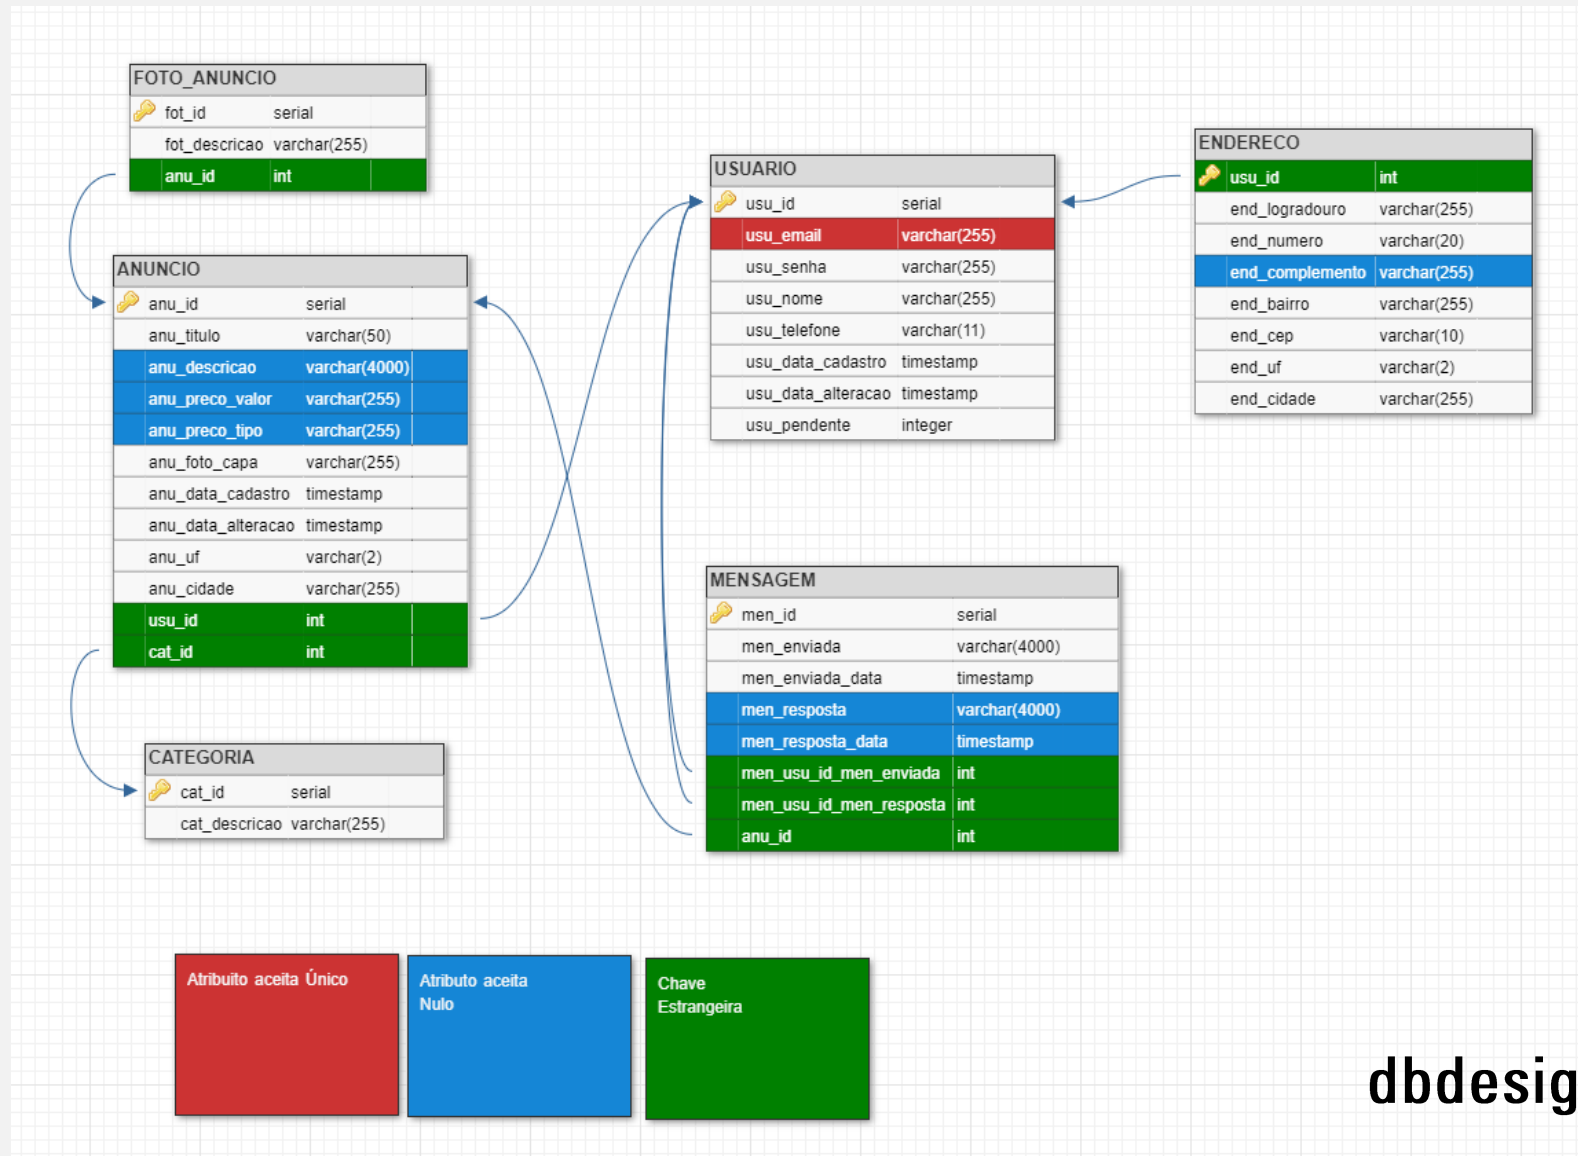 FOTO_ANUNCIO
fot_id serial
fot_descricao varchar(255)
anu_id int
ANUNCIO
anu_id serial
anu_titulo varchar(50)
anu_descricao varchar(4000)
anu_preco_valor varchar(255)
anu_preco_tipo varchar(255)
anu_foto_capa varchar(255)
anu_data_cadastro timestamp
anu_data_alteracao timestamp
anu_uf varchar(2)
anu_cidade varchar(255)
usu_id int
cat_id int
CATEGORIA
cat_id serial
cat_descricao varchar(255)
USUARIO
usu_id serial
usu_email varchar(255)
usu_senha varchar(255)
usu_nome varchar(255)
usu_telefone varchar(11)
usu_data_cadastro timestamp
usu_data_alteracao timestamp
usu_pendente integer
ENDERECO
usu_id int
end_logradouro varchar(255)
end_numero varchar(20)
end_complemento varchar(255)
end_bairro varchar(255)
end_cep varchar(10)
end_uf varchar(2)
end_cidade varchar(255)
MENSAGEM
men_id serial
men_enviada varchar(4000)
men_enviada_data timestamp
men_resposta varchar(4000)
men_resposta_data timestamp
men_usu_id_men_enviada int
men_usu_id_men_resposta int
anu_id int
Atribuito aceita Único
Atributo aceita
Nulo
Chave
Estrangeira
dbdesig